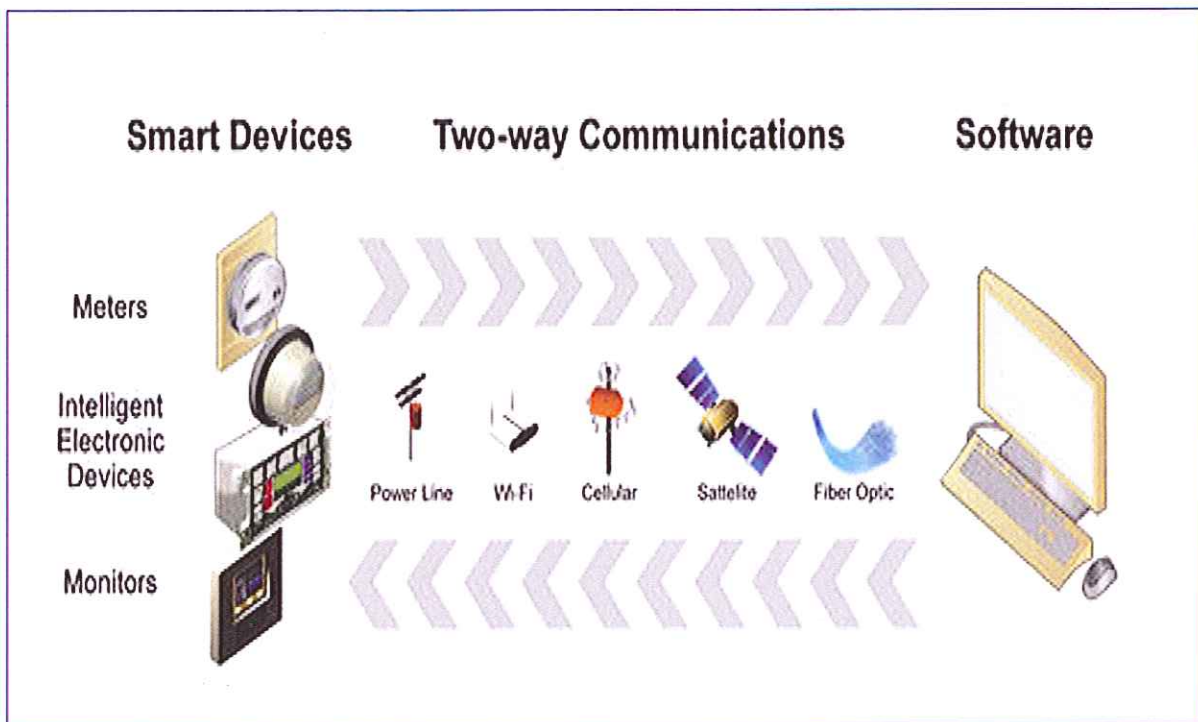 Smart Devices
Two-way Communications
Software
Meters
Intelligent
Electronic
Devices
Monitors
Power Line
Wi-Fi
Cellular
Sattelite
Fiber Optic